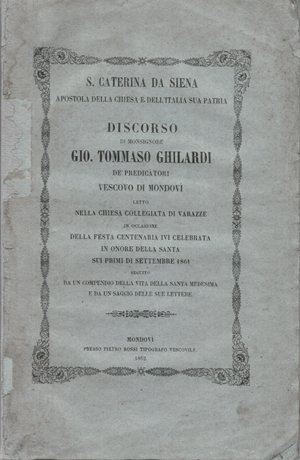 S. CATERINA DA SIENA
APOSTOLA DELLA CHIESA E DELL'ITALIA SUA PATRIA
DISCORSO
DI MONSIGNORE
GIO. TOMMASO GHILARDI
DE' PREDICATORI
VESCOVO DI MONDOVÌ
LETTO
NELLA CHIESA COLLEGIATA DI VARAZZE
IN OCCASIONE
DELLA FESTA CENTENARIA IVI CELEBRATA
IN ONORE DELLA SANTA
SUI PRIMI DI SETTEMBRE 1861
SEGUITO
DA UN COMPENDIO DELLA VITA DELLA SANTA MEDESIMA
E DA UN SAGGIO DELLE SUE LETTERE.
MONDOVÌ
PRESSO PIETRO ROSSI TIPOGRAFO VESCOVILE
1862.